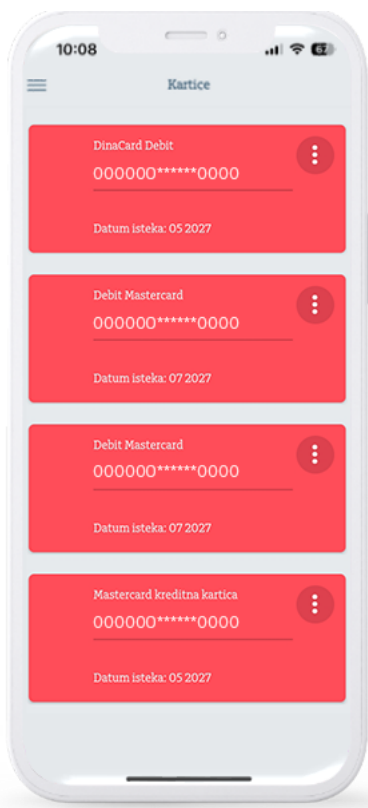 10:08
62
Kartice
DinaCard Debit
000000******0000
Datum isteka: 05 2027
Debit Mastercard
000000******0000
Datum isteka: 07 2027
Debit Mastercard
000000******0000
Datum isteka: 07 2027
Mastercard kreditna kartica
000000******0000
Datum isteka: 05 2027